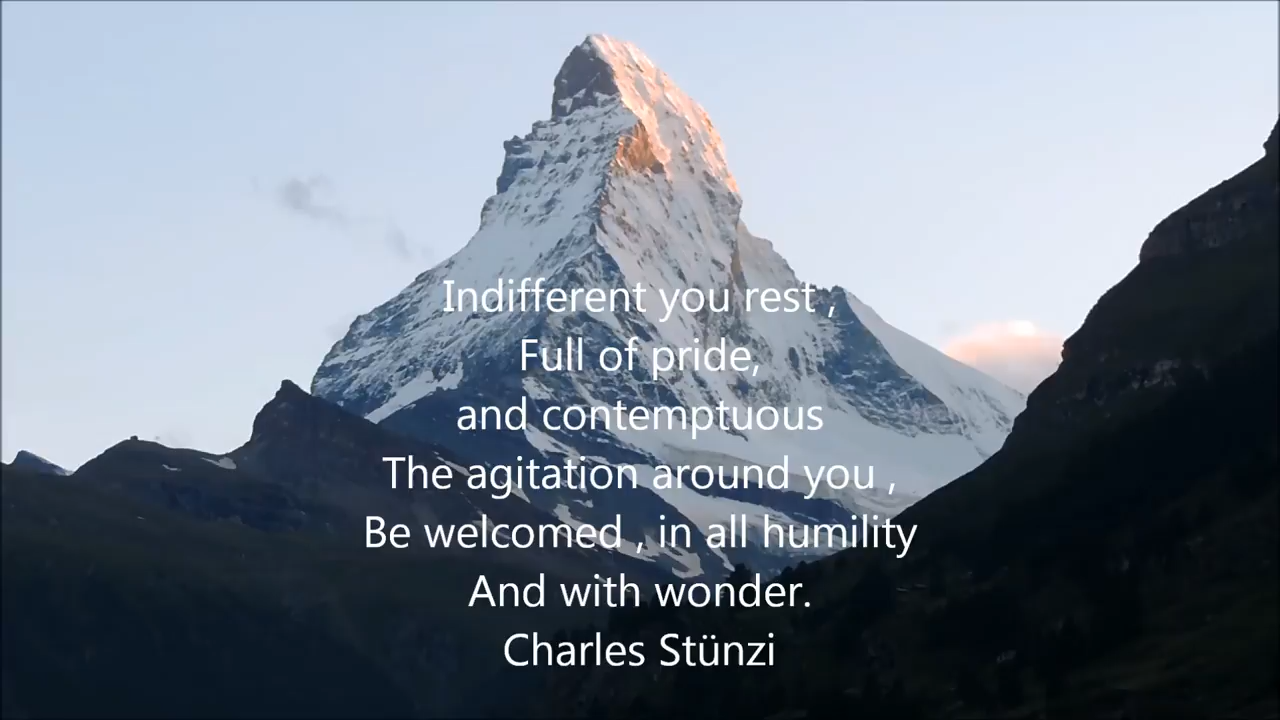 Indifferent you rest ,
Full of pride,
and contemptuous
The agitation around you ,
Be welcomed , in all humility
And with wonder.
Charles Stünzi